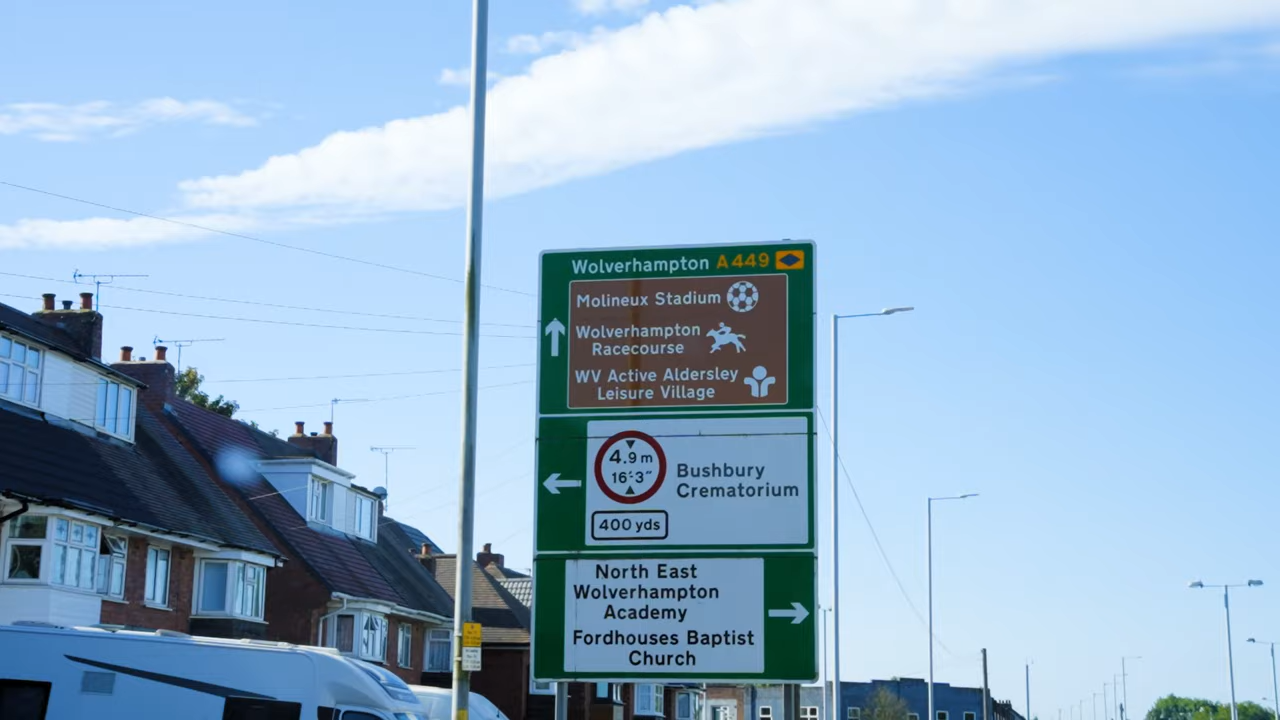 Wolverhampton A449
Molineux Stadium
Wolverhampton
Racecourse
WV Active Aldersley
Leisure Village
4.9 m
16'-3"
Bushbury
Crematorium
400 yds
North East
Wolverhampton
Academy
Fordhouses Baptist
Church